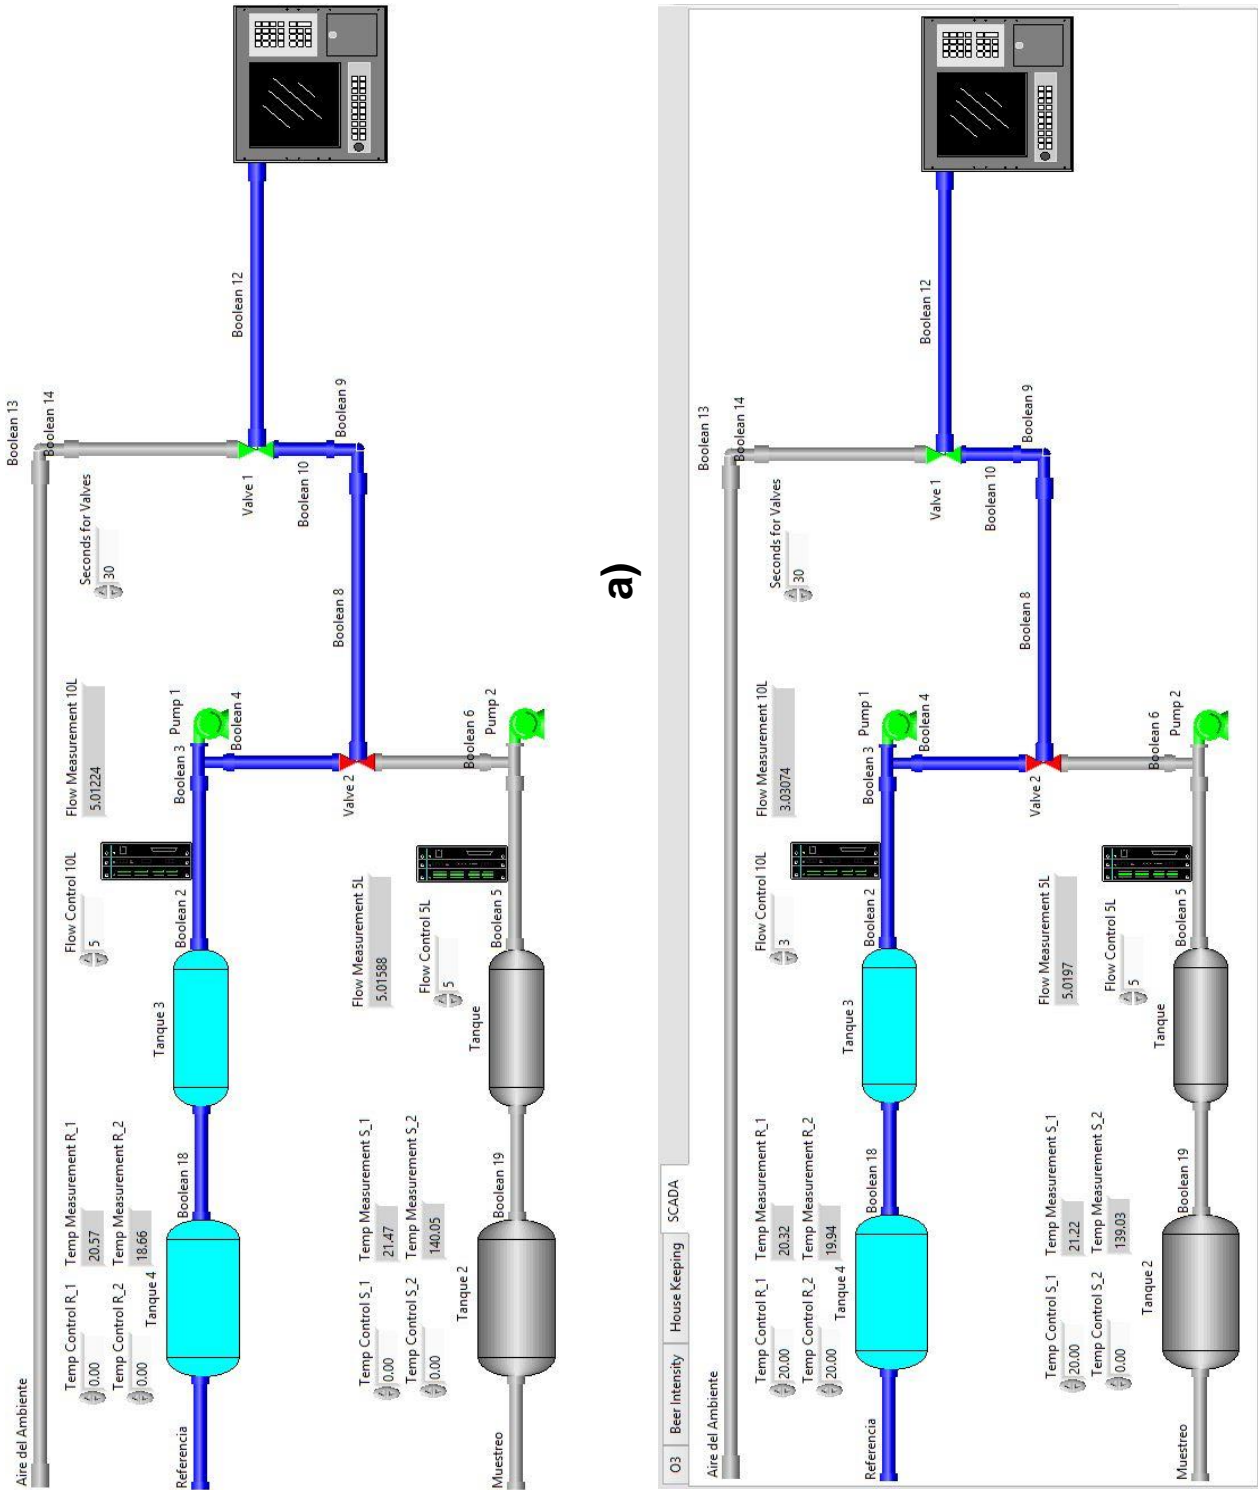 Aire del Ambiente
Boolean 13
Boolean 14
Seconds for Valves
30
Temp Control R_1
0.00
Temp Measurement R_1
20.57
Temp Control R_2
0.00
Temp Measurement R_2
18.66
Flow Control 10L
5
Flow Measurement 10L
5.01224
Tanque 4
Boolean 18
Tanque 3
Boolean 2
Boolean 3
Pump 1
Boolean 4
Referencia
Valve 1
Boolean 12
Boolean 10
Boolean 9
Boolean 8
Valve 2
Temp Control S_1
0.00
Temp Measurement S_1
21.47
Temp Control S_2
0.00
Temp Measurement S_2
140.05
Flow Measurement 5L
5.01588
Flow Control 5L
5
Tanque 2
Boolean 19
Tanque
Boolean 5
Boolean 6
Pump 2
Muestreo
a)
O3
Beer Intensity
House Keeping
SCADA
Aire del Ambiente
Boolean 13
Boolean 14
Seconds for Valves
30
Temp Control R_1
20.00
Temp Measurement R_1
20.32
Temp Control R_2
20.00
Temp Measurement R_2
19.94
Flow Control 10L
3
Flow Measurement 10L
3.03074
Tanque 4
Boolean 18
Tanque 3
Boolean 2
Boolean 3
Pump 1
Boolean 4
Referencia
Valve 1
Boolean 12
Boolean 10
Boolean 9
Boolean 8
Valve 2
Temp Control S_1
20.00
Temp Measurement S_1
21.22
Temp Control S_2
0.00
Temp Measurement S_2
139.03
Flow Measurement 5L
5.0197
Flow Control 5L
5
Tanque 2
Boolean 19
Tanque
Boolean 5
Boolean 6
Pump 2
Muestreo